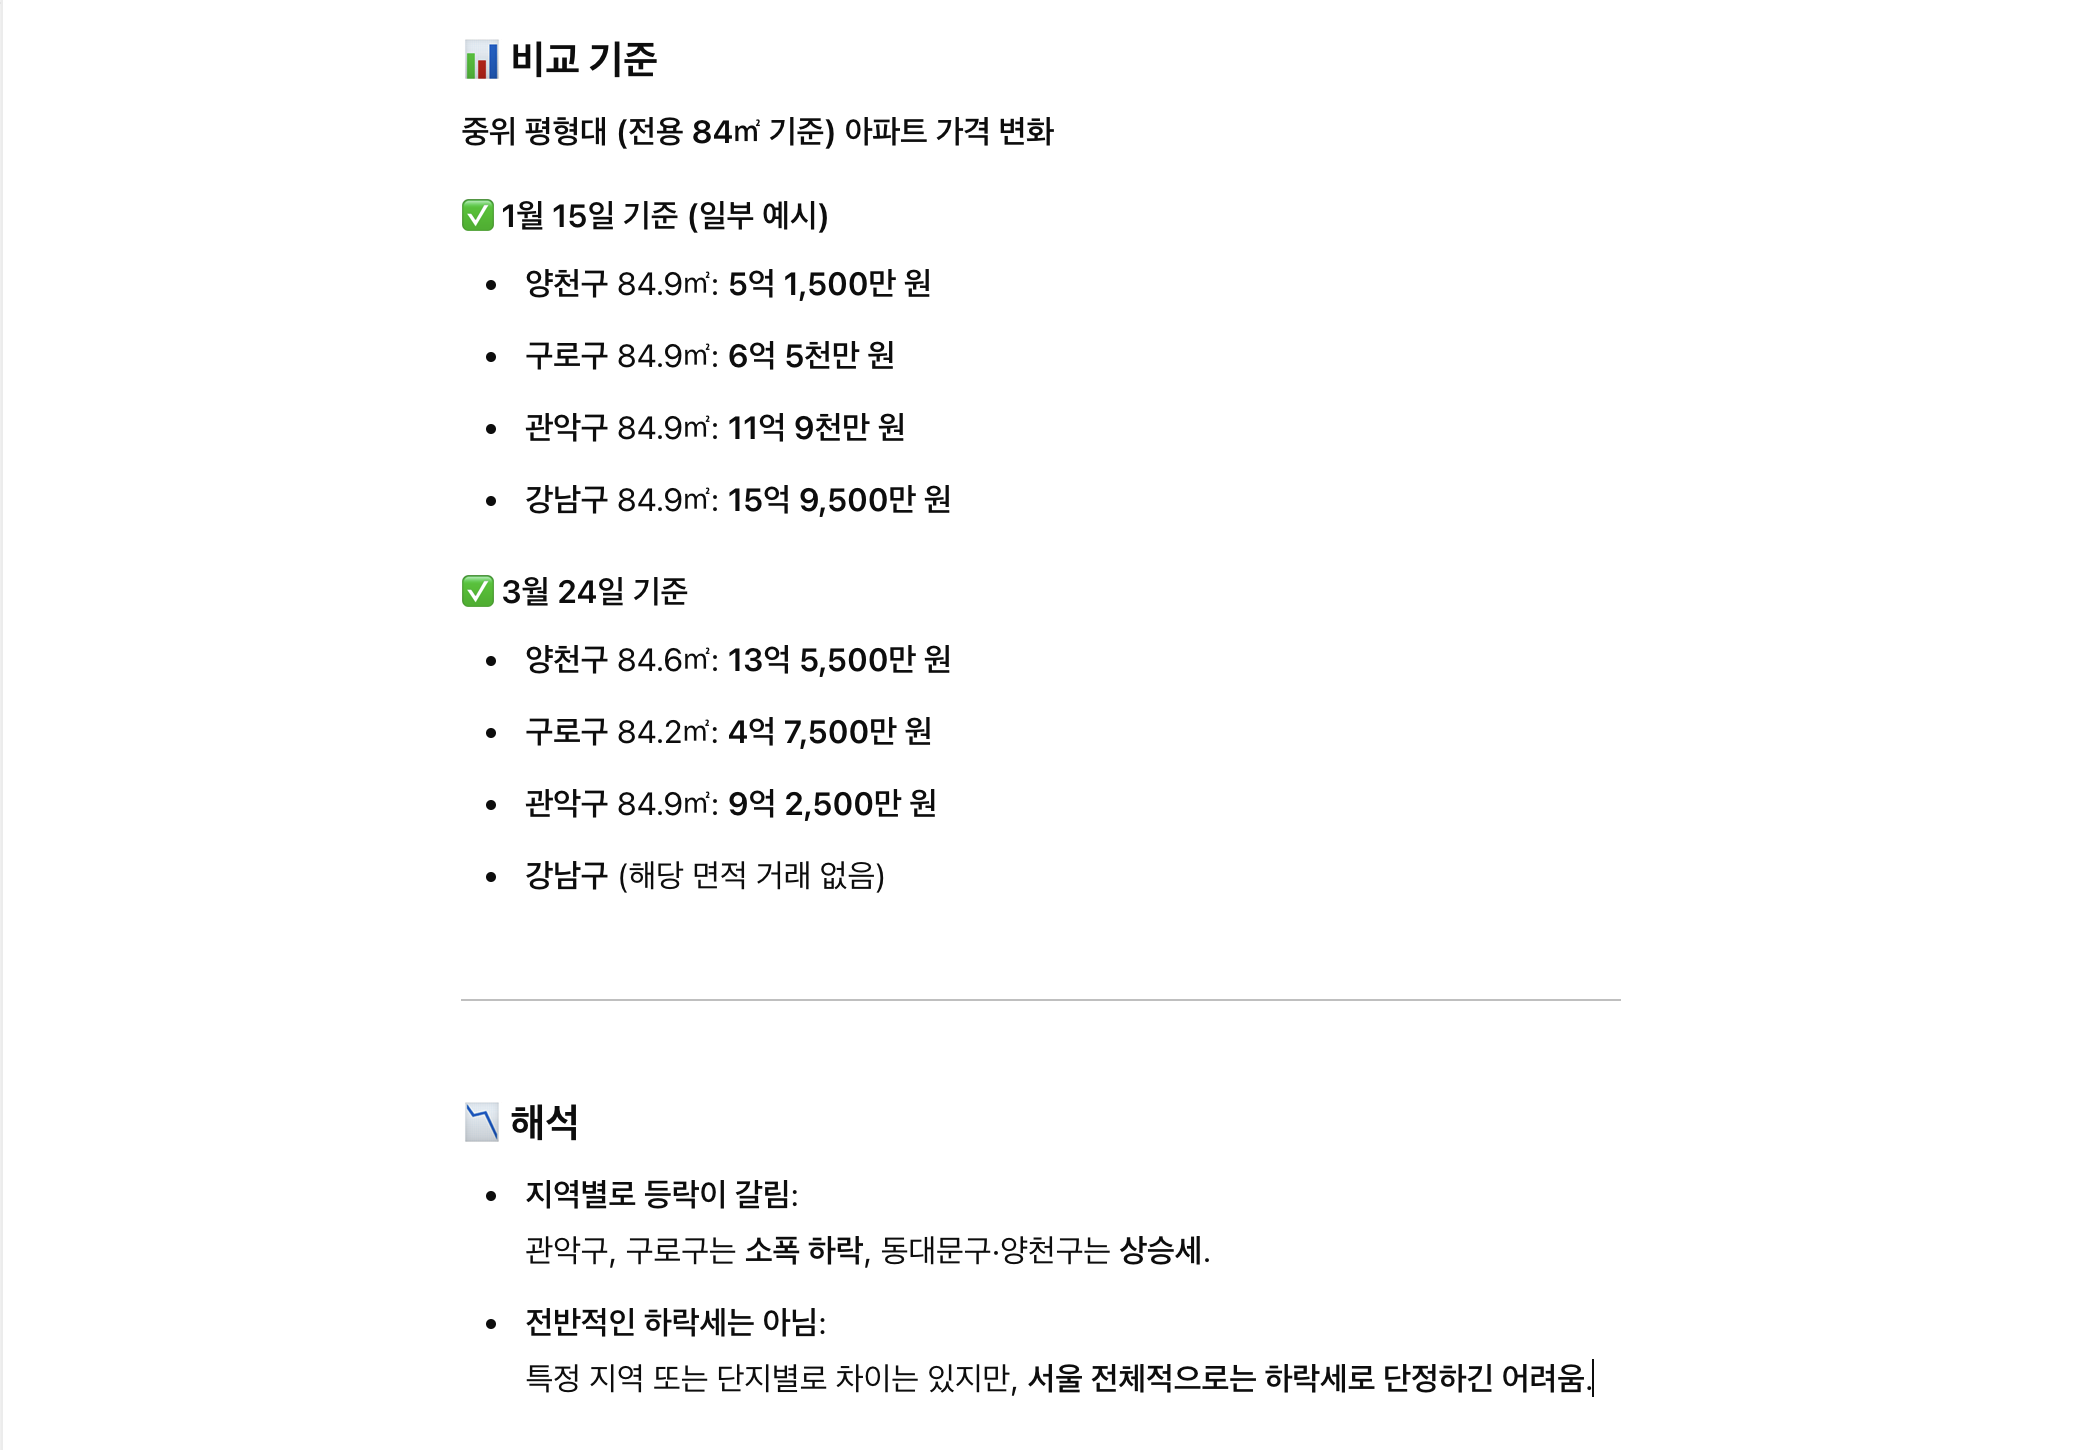 📊 비교 기준
중위 평형대 (전용 84㎡ 기준) 아파트 가격 변화
✅ 1월 15일 기준 (일부 예시)
• 양천구 84.9㎡: 5억 1,500만 원
• 구로구 84.9㎡: 6억 5천만 원
• 관악구 84.9㎡: 11억 9천만 원
• 강남구 84.9㎡: 15억 9,500만 원
✅ 3월 24일 기준
• 양천구 84.6㎡: 13억 5,500만 원
• 구로구 84.2㎡: 4억 7,500만 원
• 관악구 84.9㎡: 9억 2,500만 원
• 강남구 (해당 면적 거래 없음)
📉 해석
• 지역별로 등락이 갈림:
관악구, 구로구는 소폭 하락, 동대문구·양천구는 상승세.
• 전반적인 하락세는 아님:
특정 지역 또는 단지별로 차이는 있지만, 서울 전체적으로는 하락세로 단정하긴 어려움.